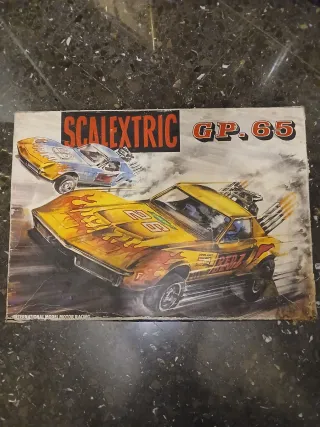 SCALEXTRIC
GP. 65
INTERNATIONAL MODEL MOTOR RACING